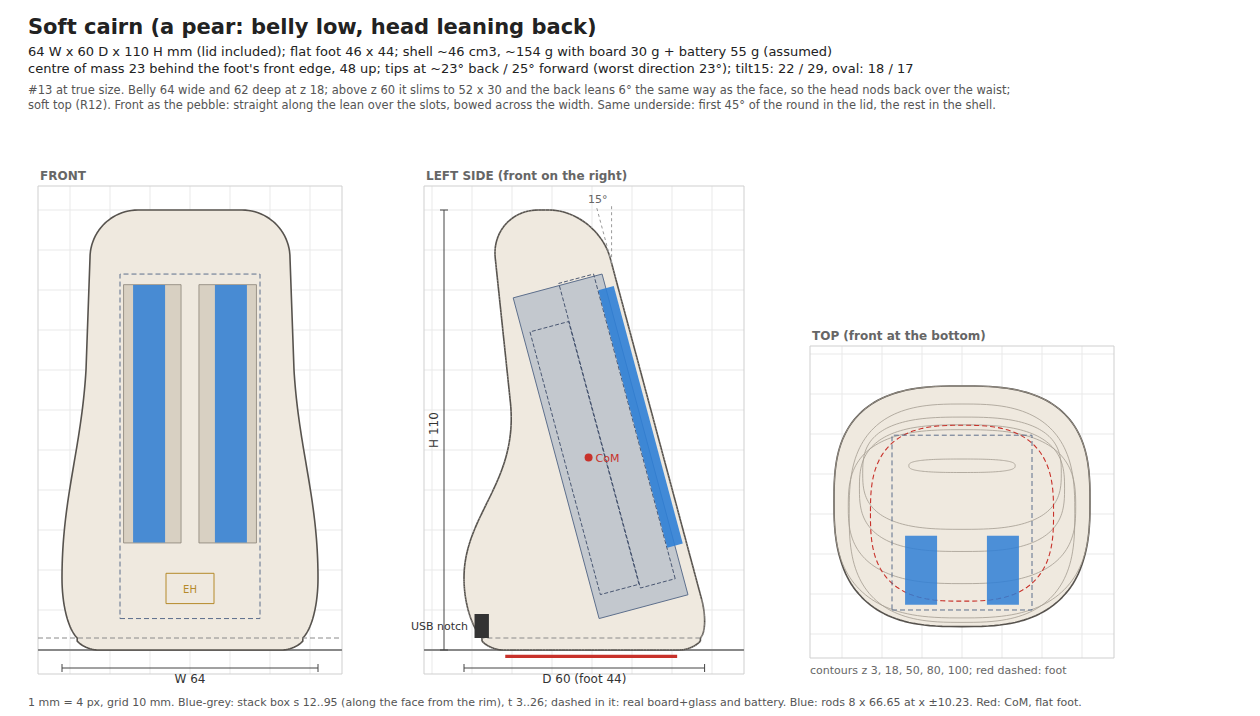 Soft cairn (a pear: belly low, head leaning back)
64 W x 60 D x 110 H mm (lid included); flat foot 46 x 44; shell ~46 cm3, ~154 g with board 30 g + battery 55 g (assumed)
centre of mass 23 behind the foot's front edge, 48 up; tips at ~23° back / 25° forward (worst direction 23°); tilt15: 22 / 29, oval: 18 / 17
#13 at true size. Belly 64 wide and 62 deep at z 18; above z 60 it slims to 52 x 30 and the back leans 6° the same way as the face, so the head nods back over the waist;
soft top (R12). Front as the pebble: straight along the lean over the slots, bowed across the width. Same underside: first 45° of the round in the lid, the rest in the shell.
FRONT
EH
W 64
LEFT SIDE (front on the right)
15°
H 110
CoM
USB notch
D 60 (foot 44)
TOP (front at the bottom)
contours z 3, 18, 50, 80, 100; red dashed: foot
1 mm = 4 px, grid 10 mm. Blue-grey: stack box s 12..95 (along the face from the rim), t 3..26; dashed in it: real board+glass and battery. Blue: rods 8 x 66.65 at x ±10.23. Red: CoM, flat foot.